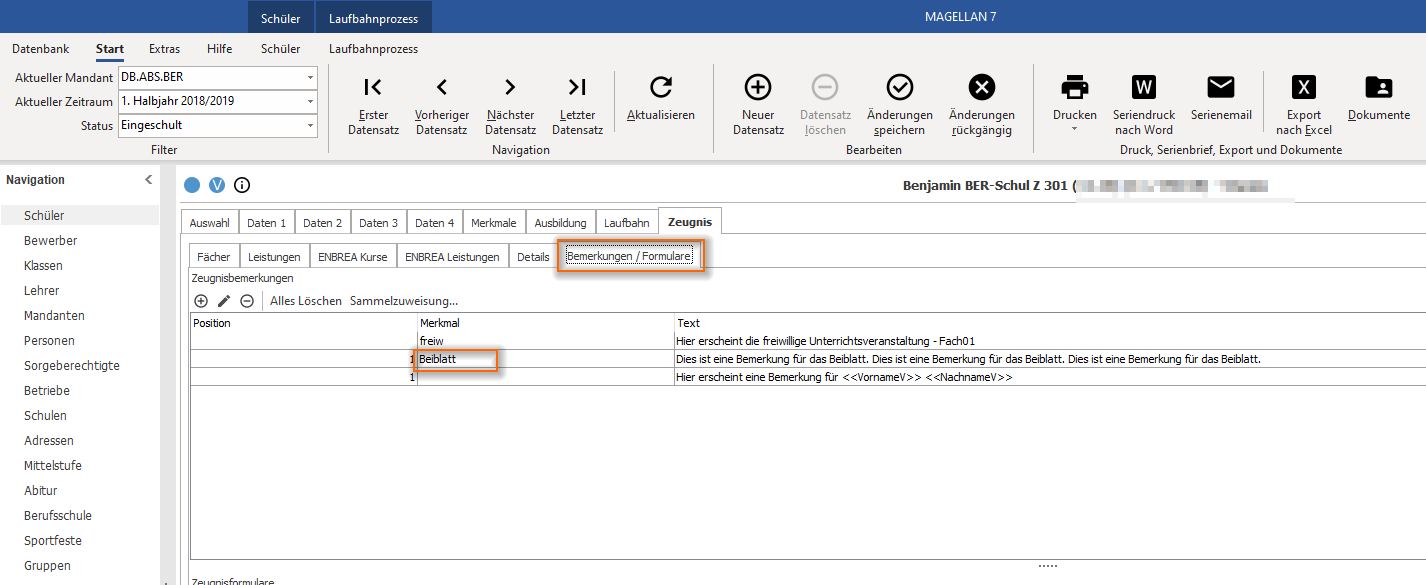 Schüler Laufbahnprozess MAGELLAN 7
Datenbank Start Extras Hilfe Schüler Laufbahnprozess
Aktueller Mandant DB.ABS.BER
Aktueller Zeitraum 1. Halbjahr 2018/2019
Status Eingeschult
Filter
Erster Datensatz
Vorheriger Datensatz
Nächster Datensatz
Letzter Datensatz
Aktualisieren
Navigation
Neuer Datensatz
Datensatz löschen
Änderungen speichern
Änderungen rückgängig
Bearbeiten
Drucken
W
Seriendruck nach Word
Serienemail
X
Export nach Excel
Dokumente
Druck, Serienbrief, Export und Dokumente
Navigation
Schüler
Bewerber
Klassen
Lehrer
Mandanten
Personen
Sorgeberechtigte
Betriebe
Schulen
Adressen
Mittelstufe
Abitur
Berufsschule
Sportfeste
Gruppen
V i Benjamin BER-Schul Z 301 (
Auswahl Daten 1 Daten 2 Daten 3 Daten 4 Merkmale Ausbildung Laufbahn Zeugnis
Fächer Leistungen ENBREA Kurse ENBREA Leistungen Details Bemerkungen / Formulare
Zeugnisbemerkungen
Alles Löschen Sammelzuweisung...
Position Merkmal Text
freiw Hier erscheint die freiwillige Unterrichtsveranstaltung - Fach01
1 Beiblatt Dies ist eine Bemerkung für das Beiblatt. Dies ist eine Bemerkung für das Beiblatt. Dies ist eine Bemerkung für das Beiblatt.
1 Hier erscheint eine Bemerkung für <<VornameV>> <<NachnameV>>
Zeugnisformulare